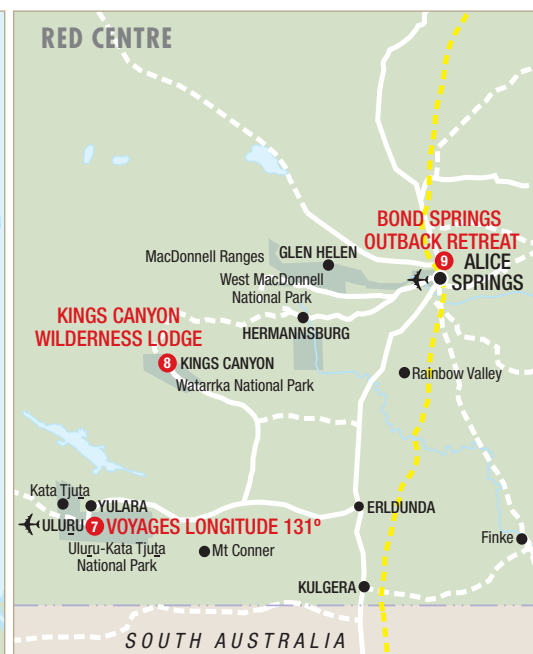 RED CENTRE
BOND SPRINGS
OUTBACK RETREAT
9 ALICE
SPRINGS
MacDonnell Ranges
GLEN HELEN
West MacDonnell
National Park
HERMANNSBURG
KINGS CANYON
WILDERNESS LODGE
8 KINGS CANYON
Watarrka National Park
Rainbow Valley
Kata Tjuṯa
YULARA
ULURU 7 VOYAGES LONGITUDE 131º
Uluṟu-Kata Tjuṯa
National Park
Mt Conner
ERLDUNDA
Finke
KULGERA
SOUTH AUSTRALIA